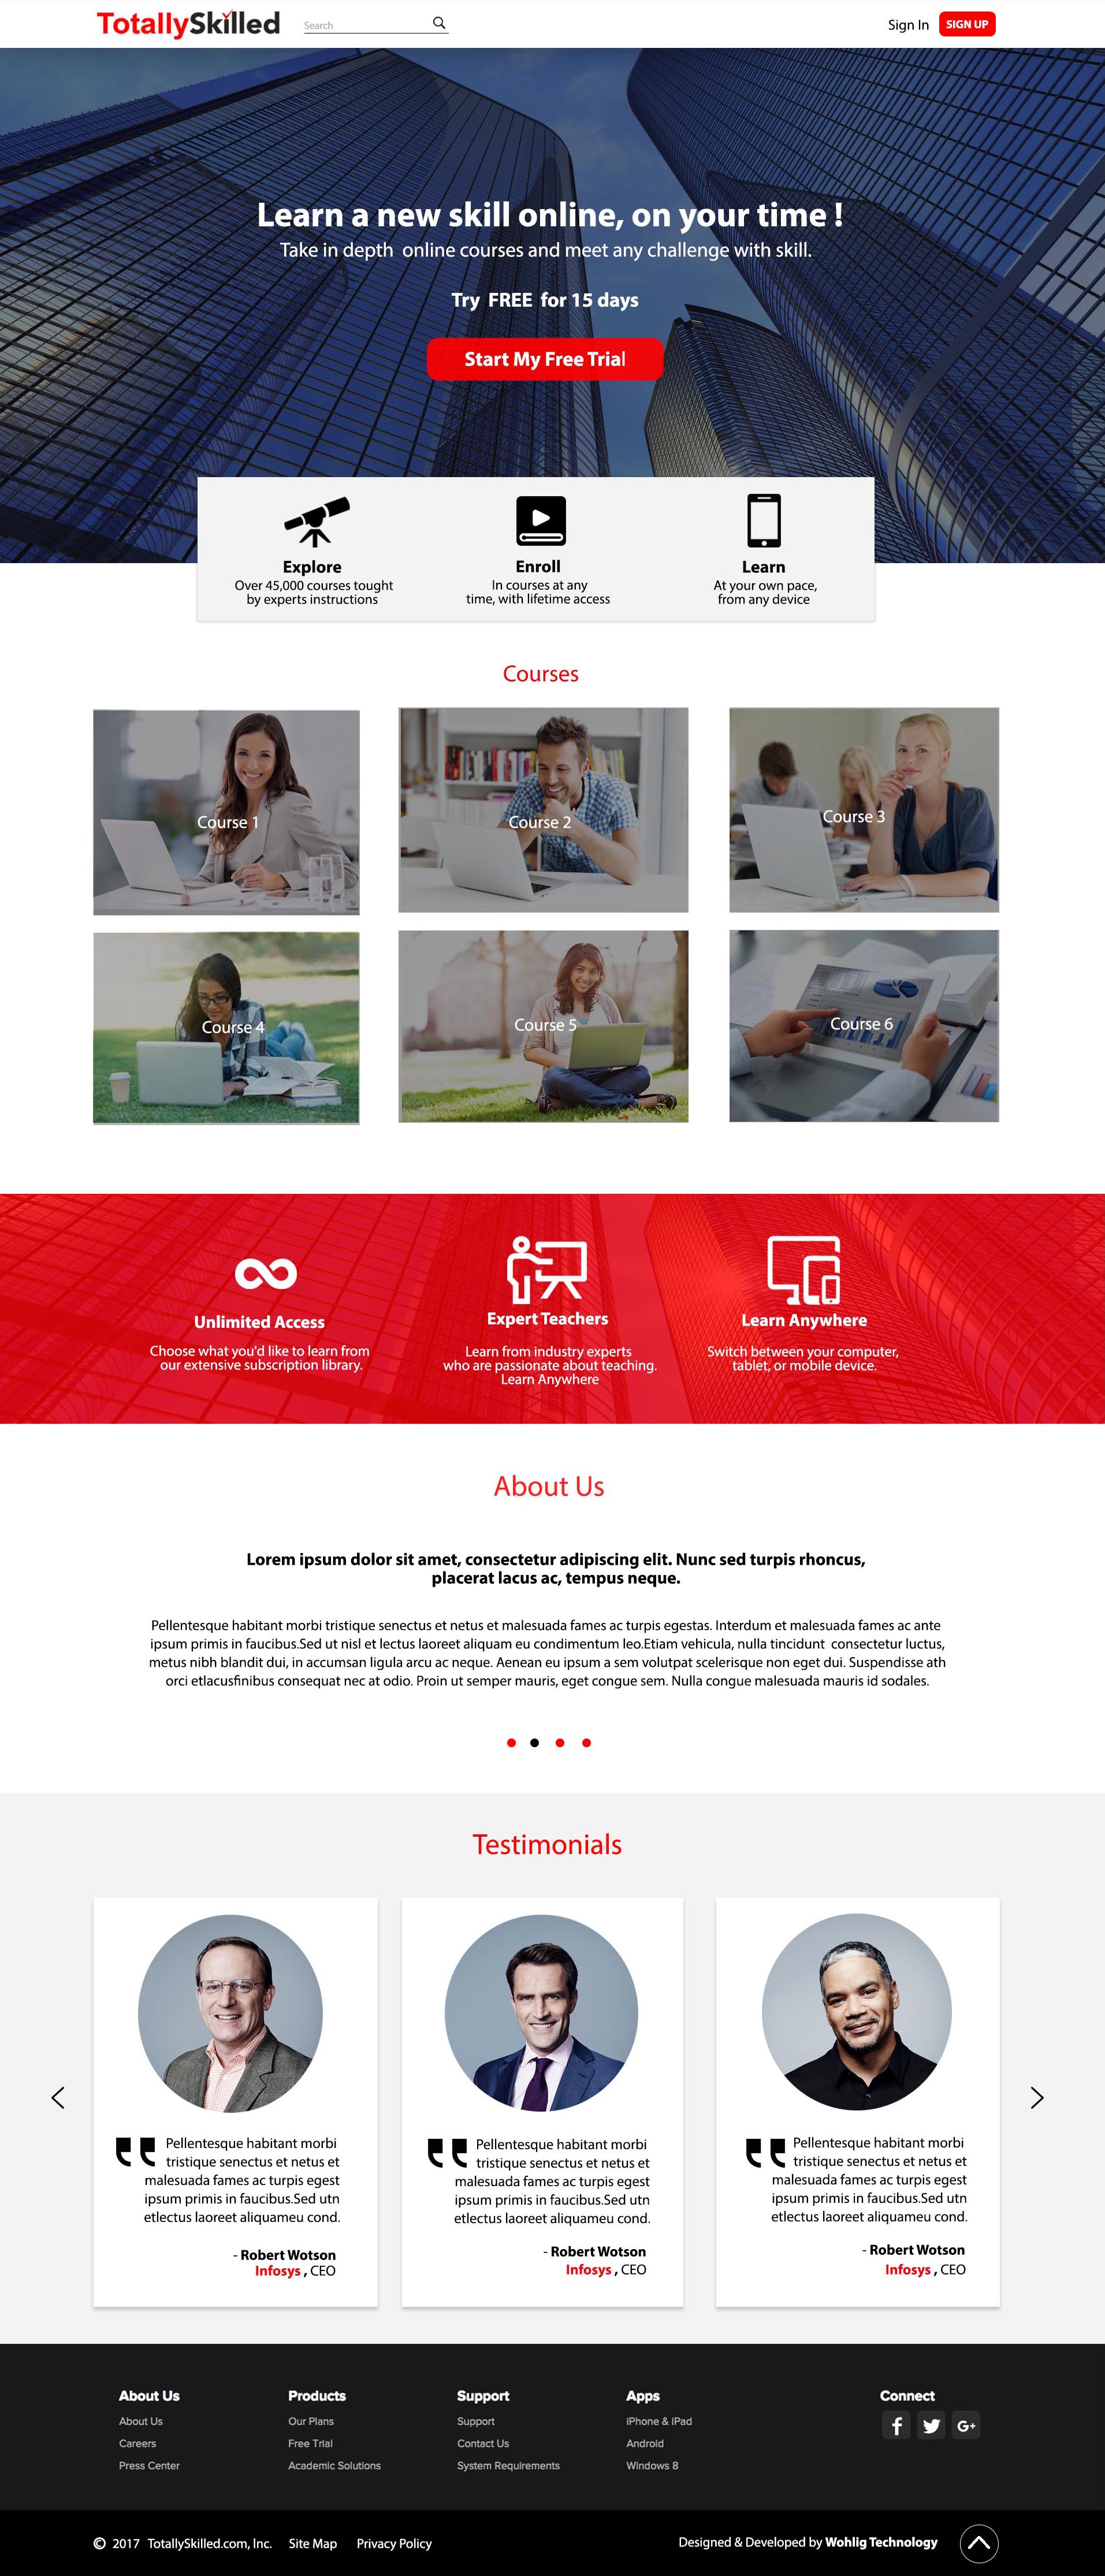 TotallySkilled
Search
Sign In
SIGN UP
Learn a new skill online, on your time !
Take in depth online courses and meet any challenge with skill.
Try FREE for 15 days
Start My Free Trial
Explore
Over 45,000 courses tought
by experts instructions
Enroll
In courses at any
time, with lifetime access
Learn
At your own pace,
from any device
Courses
Course 1
Course 2
Course 3
Course 4
Course 5
Course 6
Unlimited Access
Choose what you'd like to learn from
our extensive subscription library.
Expert Teachers
Learn from industry experts
who are passionate about teaching.
Learn Anywhere
Learn Anywhere
Switch between your computer,
tablet, or mobile device.
About Us
Lorem ipsum dolor sit amet, consectetur adipiscing elit. Nunc sed turpis rhoncus,
placerat lacus ac, tempus neque.
Pellentesque habitant morbi tristique senectus et netus et malesuada fames ac turpis egestas. Interdum et malesuada fames ac ante
ipsum primis in faucibus.Sed ut nisl et lectus laoreet aliquam eu condimentum leo.Etiam vehicula, nulla tincidunt consectetur luctus,
metus nibh blandit dui, in accumsan ligula arcu ac neque. Aenean eu ipsum a sem volutpat scelerisque non eget dui. Suspendisse ath
orci etlacusfinibus consequat nec at odio. Proin ut semper mauris, eget congue sem. Nulla congue malesuada mauris id sodales.
Testimonials
Pellentesque habitant morbi
tristique senectus et netus et
malesuada fames ac turpis egest
ipsum primis in faucibus.Sed utn
etlectus laoreet aliquameu cond.
- Robert Wotson
Infosys , CEO
Pellentesque habitant morbi
tristique senectus et netus et
malesuada fames ac turpis egest
ipsum primis in faucibus.Sed utn
etlectus laoreet aliquameu cond.
- Robert Wotson
Infosys , CEO
Pellentesque habitant morbi
tristique senectus et netus et
malesuada fames ac turpis egest
ipsum primis in faucibus.Sed utn
etlectus laoreet aliquameu cond.
- Robert Wotson
Infosys , CEO
About Us
About Us
Careers
Press Center
Products
Our Plans
Free Trial
Academic Solutions
Support
Support
Contact Us
System Requirements
Apps
iPhone & iPad
Android
Windows 8
Connect
f
G+
© 2017 TotallySkilled.com, Inc.
Site Map
Privacy Policy
Designed & Developed by Wohlig Technology